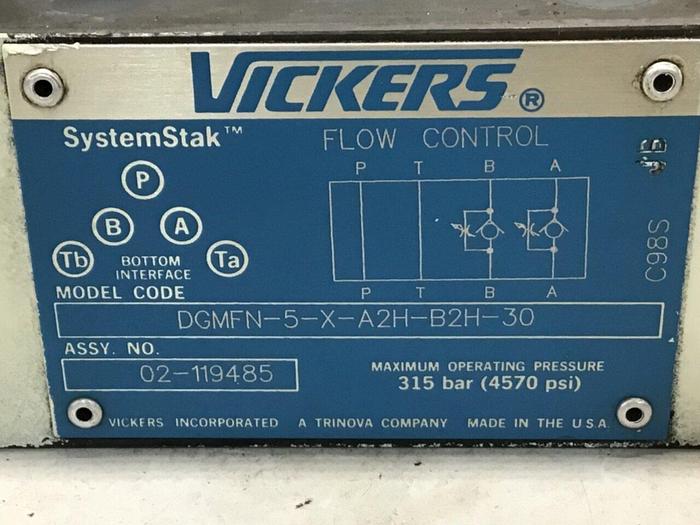 VICKERS®
SystemStak™ FLOW CONTROL
P T B A
P
B A
Tb Ta
BOTTOM
INTERFACE
P T B A
C98S
MODEL CODE
DGMFN-5-X-A2H-B2H-30
ASSY. NO.
02-119485
MAXIMUM OPERATING PRESSURE
315 bar (4570 psi)
VICKERS INCORPORATED A TRINOVA COMPANY MADE IN THE U.S.A.